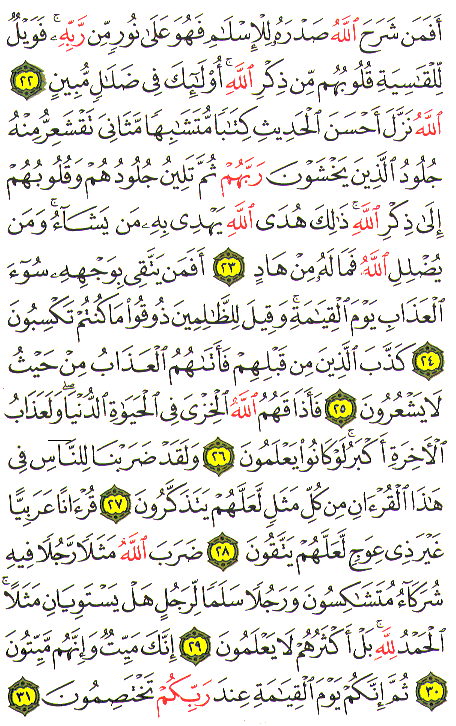 أَفَمَن شَرَحَ ٱللَّهُ صَدْرَهُۥ لِلْإِسْلَٰمِ فَهُوَ عَلَىٰ نُورٍ مِّن رَّبِّهِۦ ۚ فَوَيْلٌ
لِّلْقَٰسِيَةِ قُلُوبُهُم مِّن ذِكْرِ ٱللَّهِ ۚ أُو۟لَٰٓئِكَ فِى ضَلَٰلٍ مُّبِينٍ ٢٢
ٱللَّهُ نَزَّلَ أَحْسَنَ ٱلْحَدِيثِ كِتَٰبًا مُّتَشَٰبِهًا مَّثَانِىَ تَقْشَعِرُّ مِنْهُ
جُلُودُ ٱلَّذِينَ يَخْشَوْنَ رَبَّهُمْ ثُمَّ تَلِينُ جُلُودُهُمْ وَقُلُوبُهُمْ
إِلَىٰ ذِكْرِ ٱللَّهِ ۚ ذَٰلِكَ هُدَى ٱللَّهِ يَهْدِى بِهِۦ مَن يَشَآءُ ۚ وَمَن
يُضْلِلِ ٱللَّهُ فَمَا لَهُۥ مِنْ هَادٍ ٢٣ أَفَمَن يَتَّقِى بِوَجْهِهِۦ سُوٓءَ
ٱلْعَذَابِ يَوْمَ ٱلْقِيَٰمَةِ ۚ وَقِيلَ لِلظَّٰلِمِينَ ذُوقُوا۟ مَا كُنتُمْ تَكْسِبُونَ
٢٤ كَذَّبَ ٱلَّذِينَ مِن قَبْلِهِمْ فَأَتَىٰهُمُ ٱلْعَذَابُ مِنْ حَيْثُ
لَا يَشْعُرُونَ ٢٥ فَأَذَاقَهُمُ ٱللَّهُ ٱلْخِزْىَ فِى ٱلْحَيَوٰةِ ٱلدُّنْيَا ۖ وَلَعَذَابُ
ٱلْءَاخِرَةِ أَكْبَرُ ۚ لَوْ كَانُوا۟ يَعْلَمُونَ ٢٦ وَلَقَدْ ضَرَبْنَا لِلنَّاسِ فِى
هَٰذَا ٱلْقُرْءَانِ مِن كُلِّ مَثَلٍ لَّعَلَّهُمْ يَتَذَكَّرُونَ ٢٧ قُرْءَانًا عَرَبِيًّا
غَيْرَ ذِى عِوَجٍ لَّعَلَّهُمْ يَتَّقُونَ ٢٨ ضَرَبَ ٱللَّهُ مَثَلًا رَّجُلًا فِيهِ
شُرَكَآءُ مُتَشَٰكِسُونَ وَرَجُلًا سَلَمًا لِّرَجُلٍ هَلْ يَسْتَوِيَانِ مَثَلًا ۚ
ٱلْحَمْدُ لِلَّهِ ۚ بَلْ أَكْثَرُهُمْ لَا يَعْلَمُونَ ٢٩ إِنَّكَ مَيِّتٌ وَإِنَّهُم مَّيِّتُونَ
٣٠ ثُمَّ إِنَّكُمْ يَوْمَ ٱلْقِيَٰمَةِ عِندَ رَبِّكُمْ تَخْتَصِمُونَ ٣١